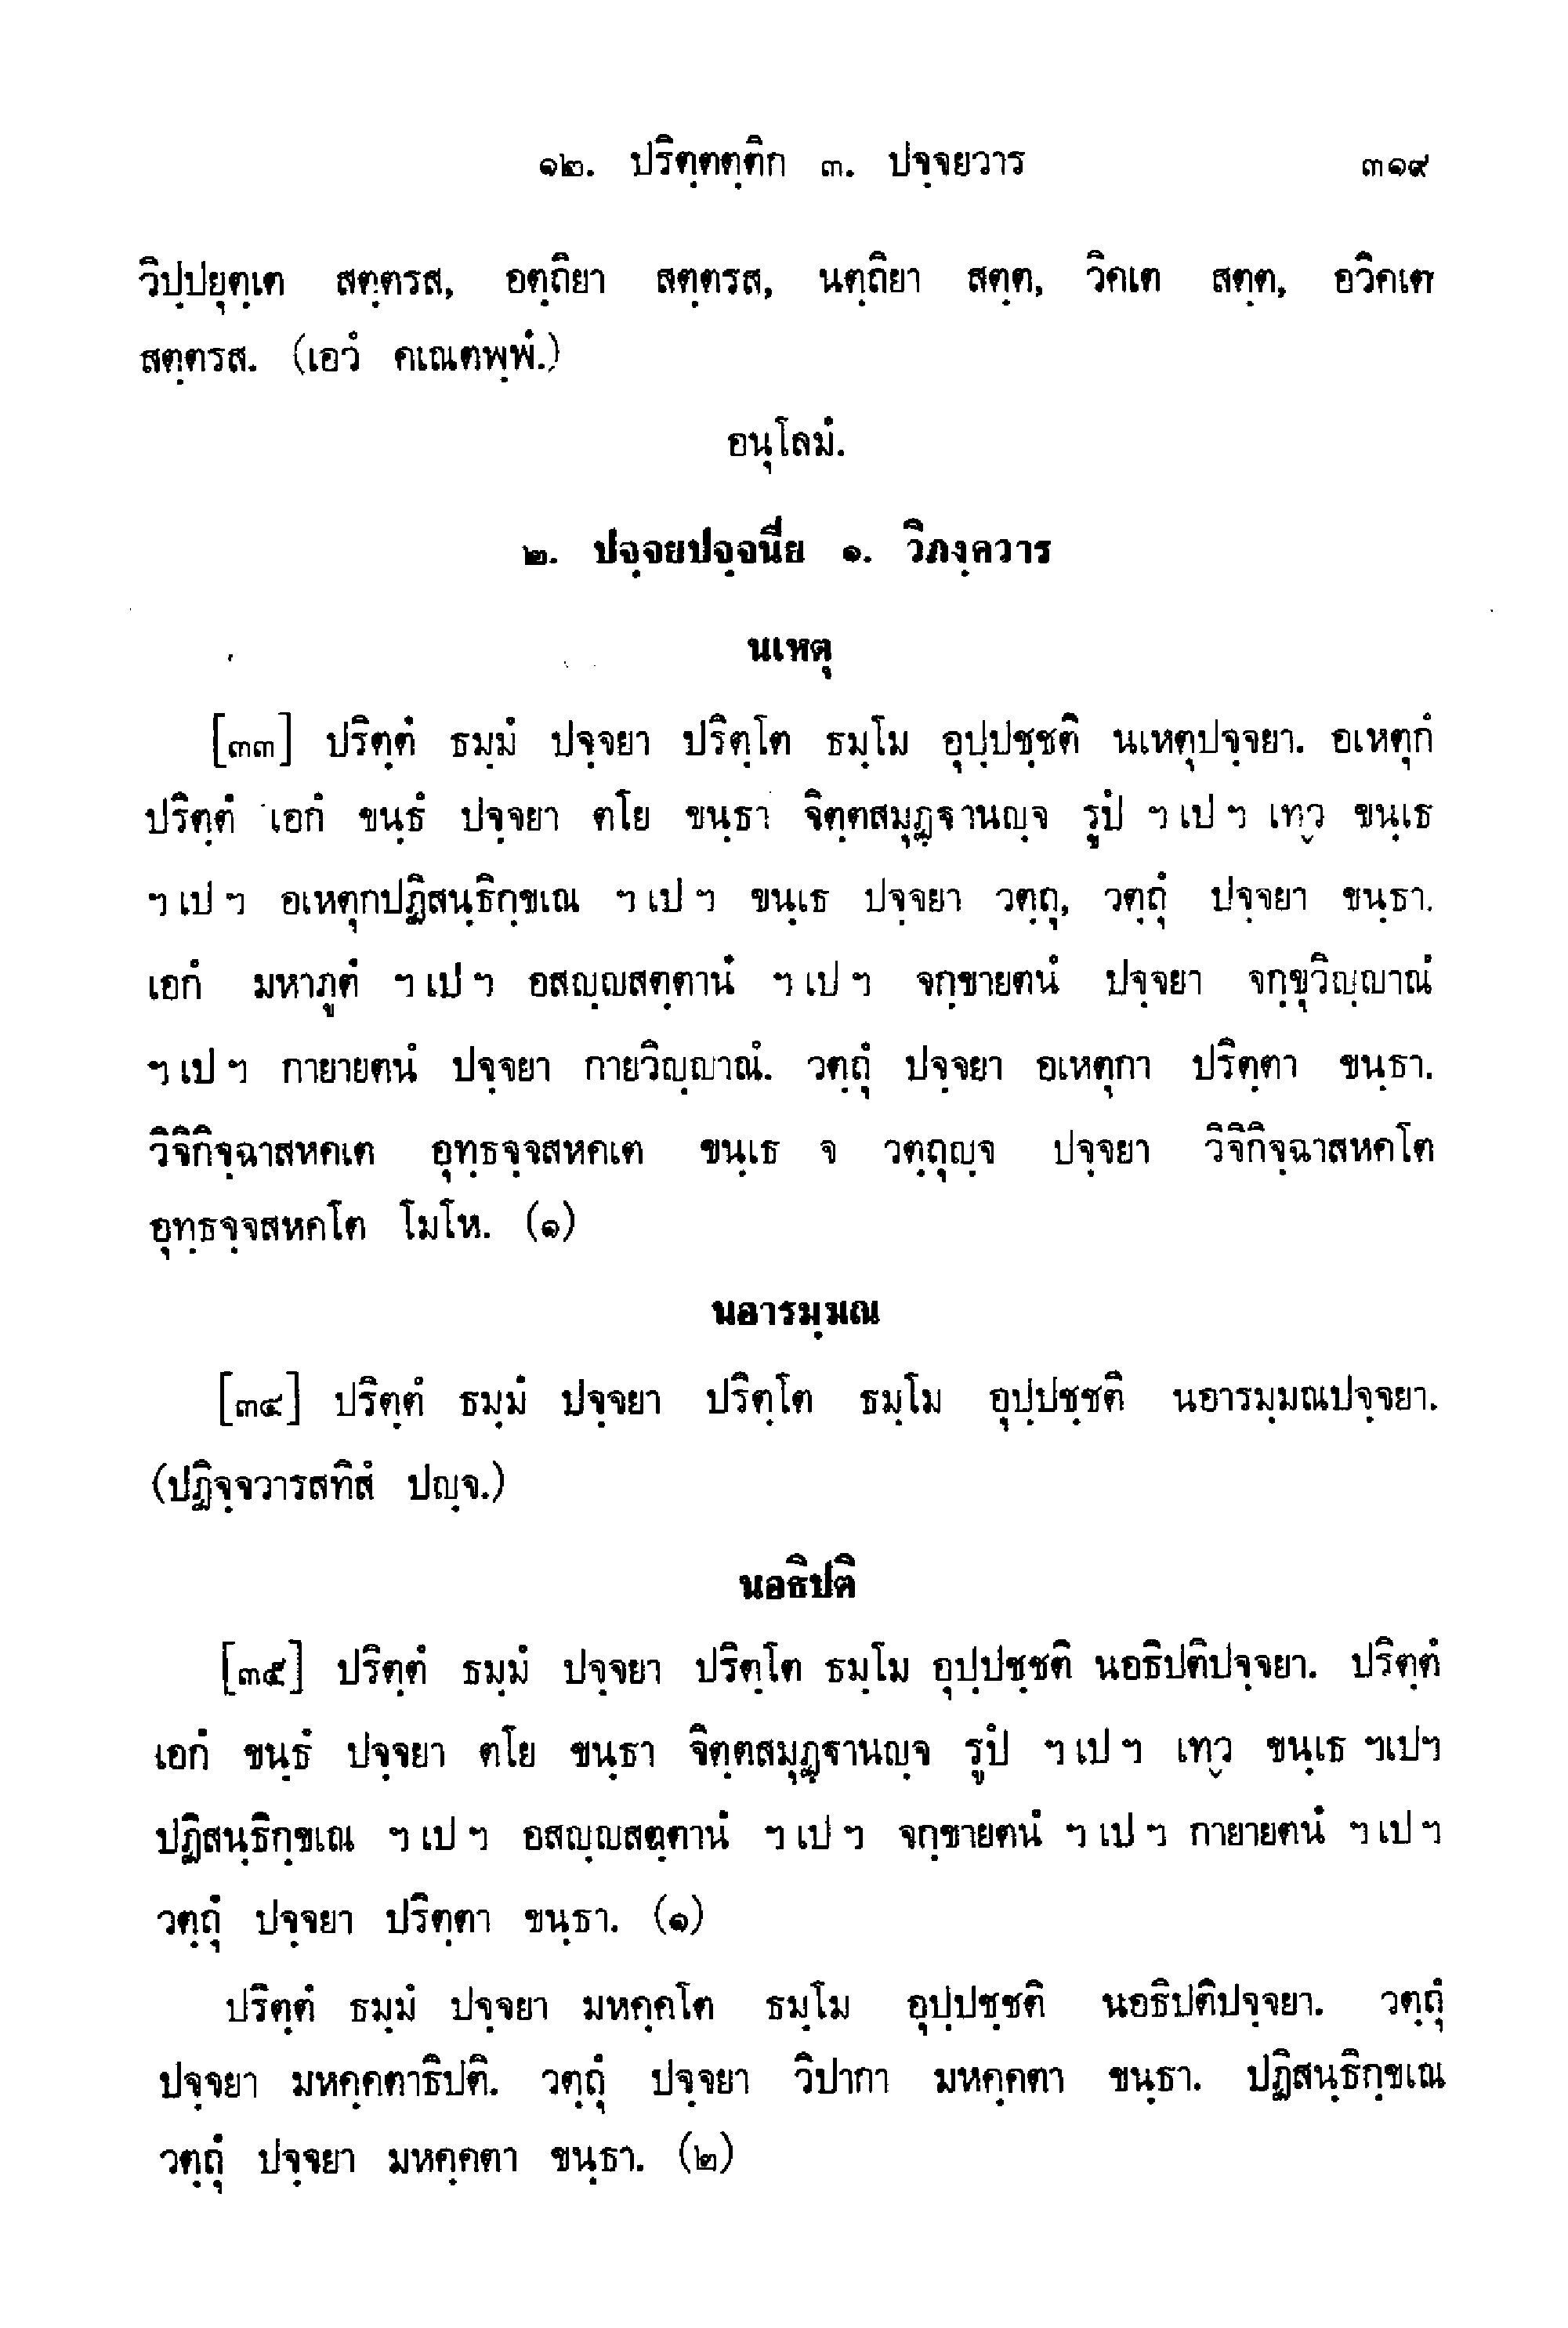 ๑๒. ปริตฺตตฺติก ๓. ปจฺจยวาร ๓๑๙
วิปฺปยุตฺเต สตฺตรส, อตฺถิยา สตฺตรส, นตฺถิยา สตฺต, วิคเต สตฺต, อวิคเต
สตฺตรส. (เอวํ คเณตพฺพํ.)
อนุโลมํ.
๒. ปจฺจยปจฺจนีย ๑. วิภงฺควาร
นเหตุ
[๓๓] ปริตฺตํ ธมฺมํ ปจฺจยา ปริตฺโต ธมฺโม อุปฺปชฺชติ นเหตุปจฺจยา. อเหตุกํ
ปริตฺตํ เอกํ ขนฺธํ ปจฺจยา ตโย ขนฺธา จิตฺตสมุฏฺฐานญฺจ รูปํ ฯ เป ฯ เทฺว ขนฺเธ
ฯ เป ฯ อเหตุกปฏิสนฺธิกฺขเณ ฯ เป ฯ ขนฺเธ ปจฺจยา วตฺถุ, วตฺถุํ ปจฺจยา ขนฺธา.
เอกํ มหาภูตํ ฯ เป ฯ อสญฺญสตฺตานํ ฯ เป ฯ จกฺขายตนํ ปจฺจยา จกฺขุวิญฺญาณํ
ฯ เป ฯ กายายตนํ ปจฺจยา กายวิญฺญาณํ. วตฺถุํ ปจฺจยา อเหตุกา ปริตฺตา ขนฺธา.
วิจิกิจฺฉาสหคเต อุทฺธจฺจสหคเต ขนฺเธ จ วตฺถุญฺจ ปจฺจยา วิจิกิจฺฉาสหคโต
อุทฺธจฺจสหคโต โมโห. (๑)
นอารมฺมณ
[๓๔] ปริตฺตํ ธมฺมํ ปจฺจยา ปริตฺโต ธมฺโม อุปฺปชฺชติ นอารมฺมณปจฺจยา.
(ปฏิจฺจวารสทิสํ ปญฺจ.)
นอธิปติ
[๓๕] ปริตฺตํ ธมฺมํ ปจฺจยา ปริตฺโต ธมฺโม อุปฺปชฺชติ นอธิปติปจฺจยา. ปริตฺตํ
เอกํ ขนฺธํ ปจฺจยา ตโย ขนฺธา จิตฺตสมุฏฺฐานญฺจ รูปํ ฯ เป ฯ เทฺว ขนฺเธ ฯเปฯ
ปฏิสนฺธิกฺขเณ ฯ เป ฯ อสญฺญสตฺตานํ ฯ เป ฯ จกฺขายตนํ ฯ เป ฯ กายายตนํ ฯ เป ฯ
วตฺถุํ ปจฺจยา ปริตฺตา ขนฺธา. (๑)
ปริตฺตํ ธมฺมํ ปจฺจยา มหคฺคโต ธมฺโม อุปฺปชฺชติ นอธิปติปจฺจยา. วตฺถุํ
ปจฺจยา มหคฺคตาธิปติ. วตฺถุํ ปจฺจยา วิปากา มหคฺคตา ขนฺธา. ปฏิสนฺธิกฺขเณ
วตฺถุํ ปจฺจยา มหคฺคตา ขนฺธา. (๒)